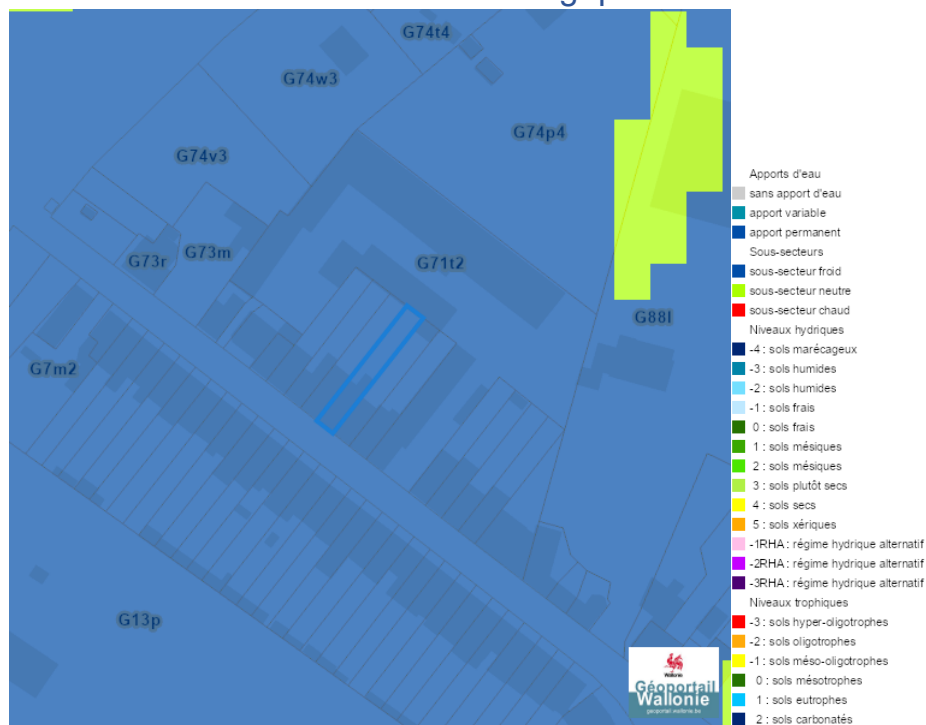 G74t4
G74w3
G74p4
G74v3
G73r
G73m
G71t2
G88l
G7m2
G13p
Apports d'eau
sans apport d'eau
apport variable
apport permanent
Sous-secteurs
sous-secteur froid
sous-secteur neutre
sous-secteur chaud
Niveaux hydriques
-4 : sols marécageux
-3 : sols humides
-2 : sols humides
-1 : sols frais
0 : sols frais
1 : sols mésiques
2 : sols mésiques
3 : sols plutôt secs
4 : sols secs
5 : sols xériques
-1RHA : régime hydrique alternatif
-2RHA : régime hydrique alternatif
-3RHA : régime hydrique alternatif
Niveaux trophiques
-3 : sols hyper-oligotrophes
-2 : sols oligotrophes
-1 : sols méso-oligotrophes
0 : sols mésotrophes
1 : sols eutrophes
2 : sols carbonatés
Wallonie
Géoportail
Wallonie
geoportail.wallonie.be